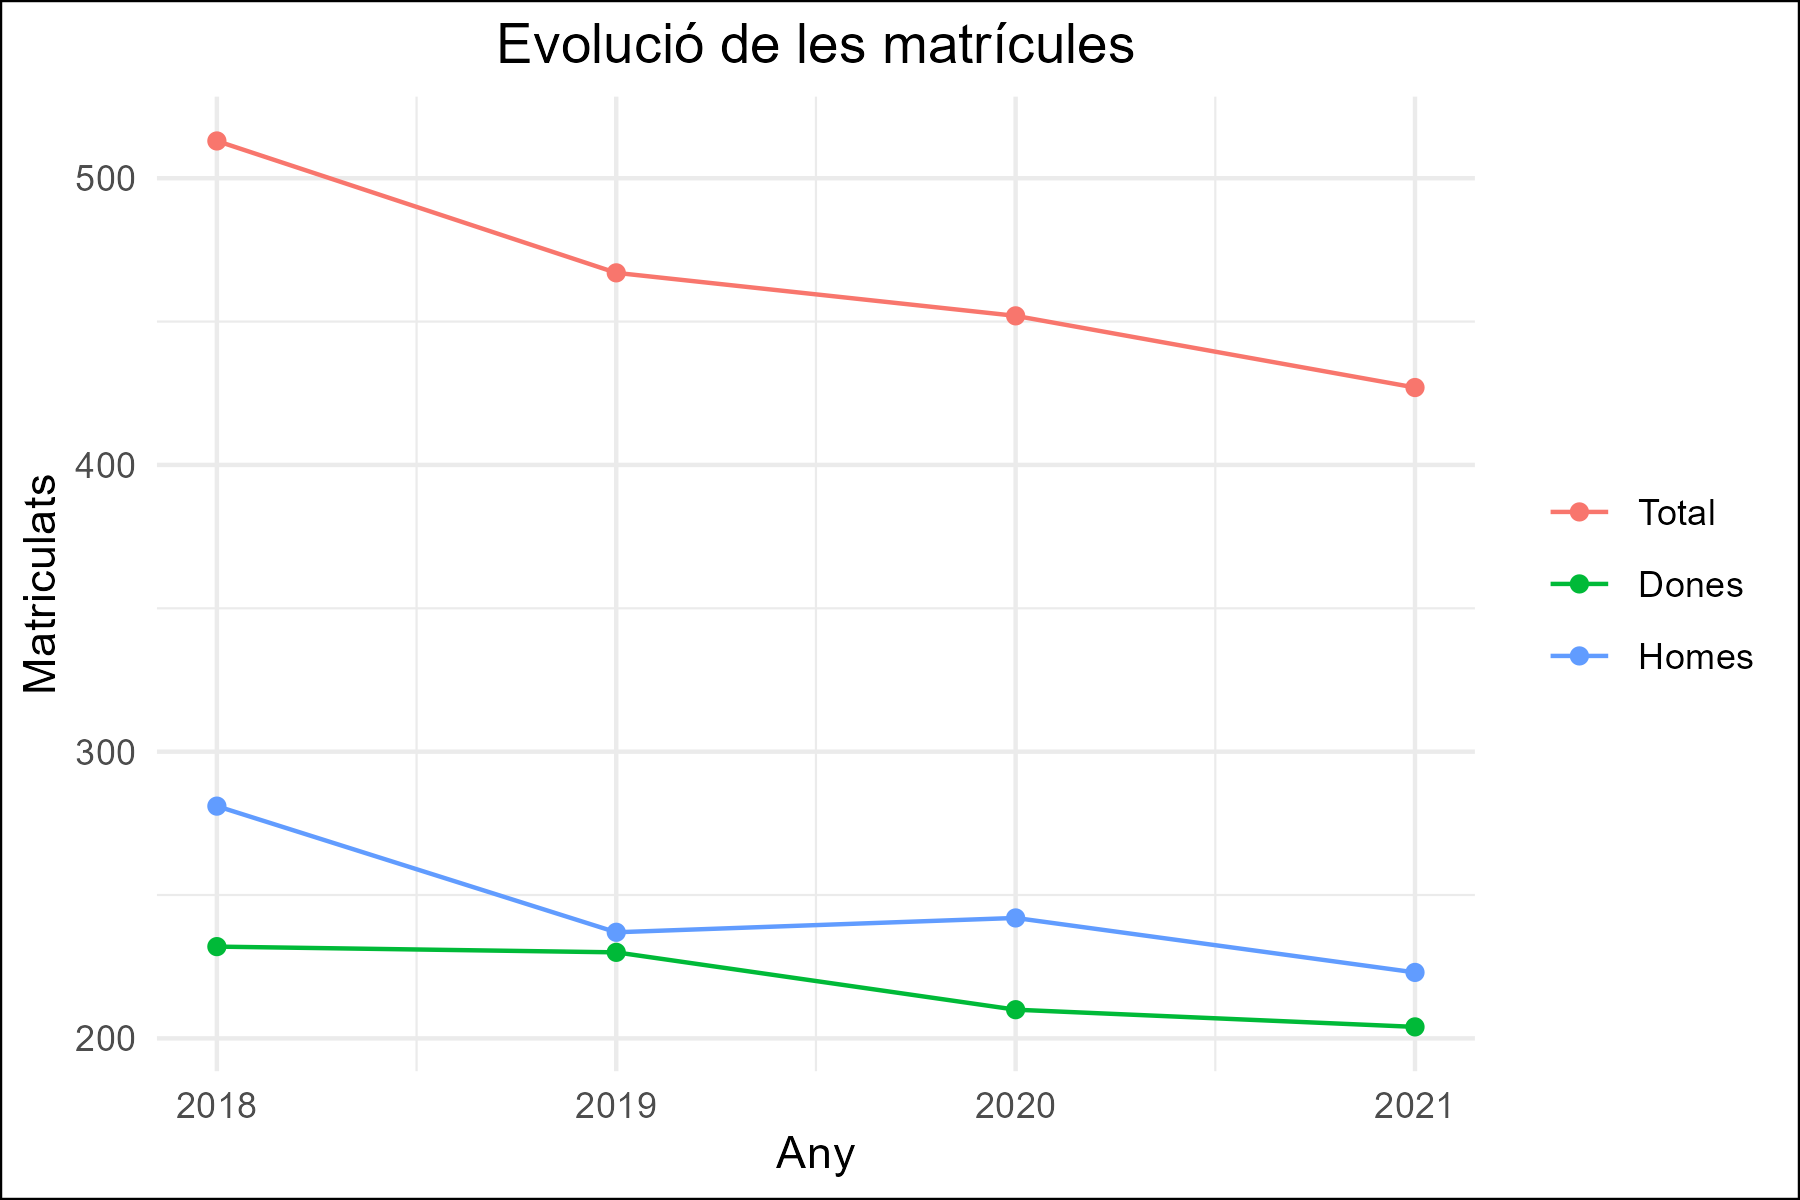 Evolució de les matrícules
Matriculats
500
400
300
200
2018 2019 2020 2021
Any
Total
Dones
Homes